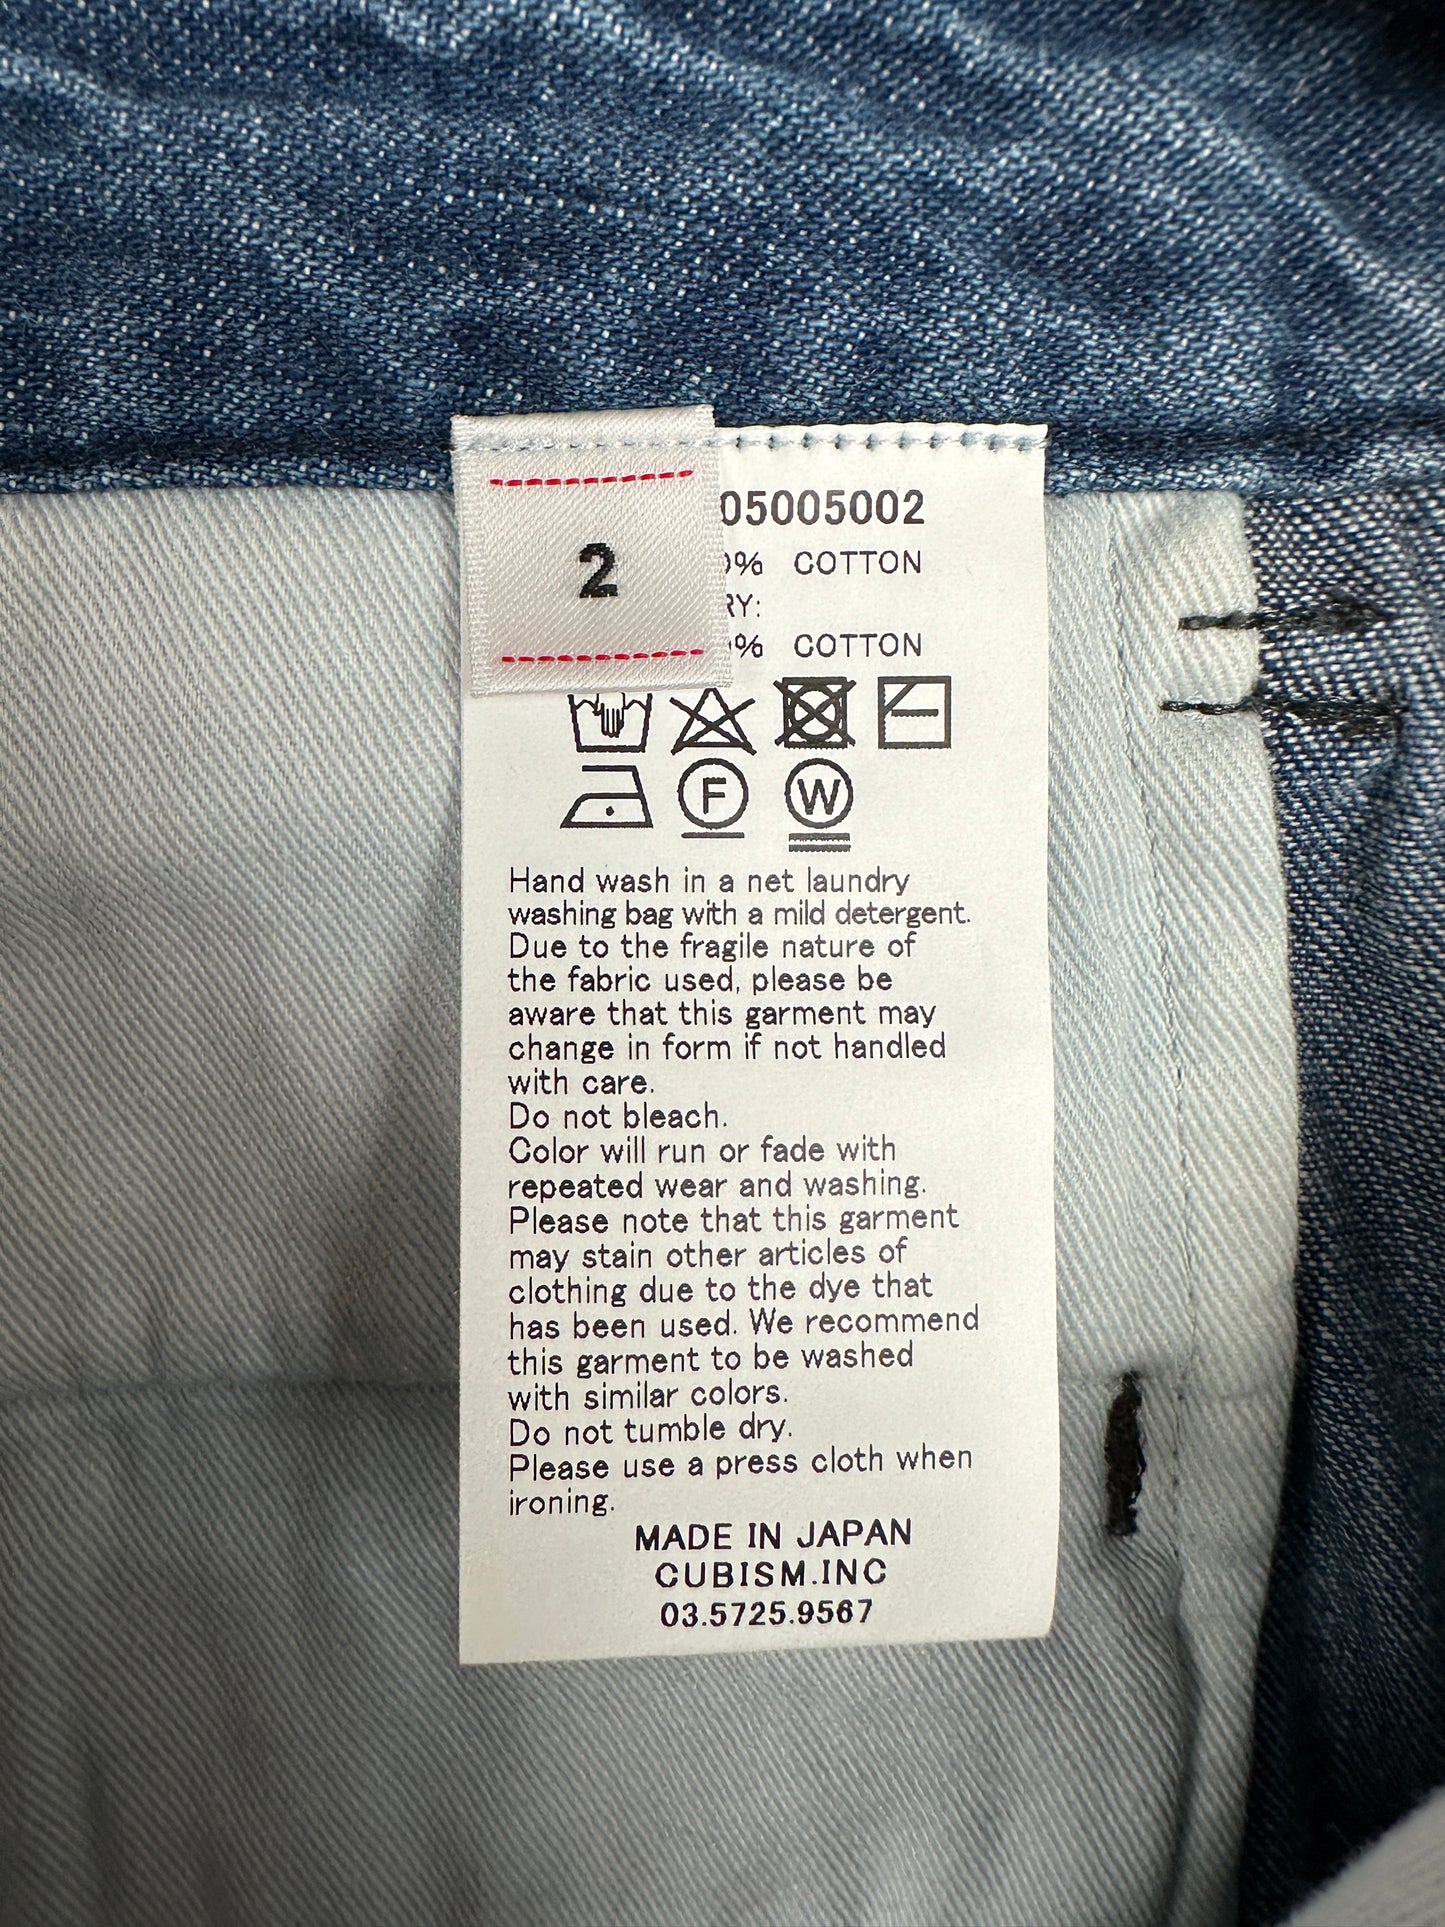 2
05005002
% COTTON
RY:
% COTTON
F
W
Hand wash in a net laundry
washing bag with a mild detergent.
Due to the fragile nature of
the fabric used, please be
aware that this garment may
change in form if not handled
with care.
Do not bleach.
Color will run or fade with
repeated wear and washing.
Please note that this garment
may stain other articles of
clothing due to the dye that
has been used. We recommend
this garment to be washed
with similar colors.
Do not tumble dry.
Please use a press cloth when
ironing.
MADE IN JAPAN
CUBISM.INC
03.5725.9567